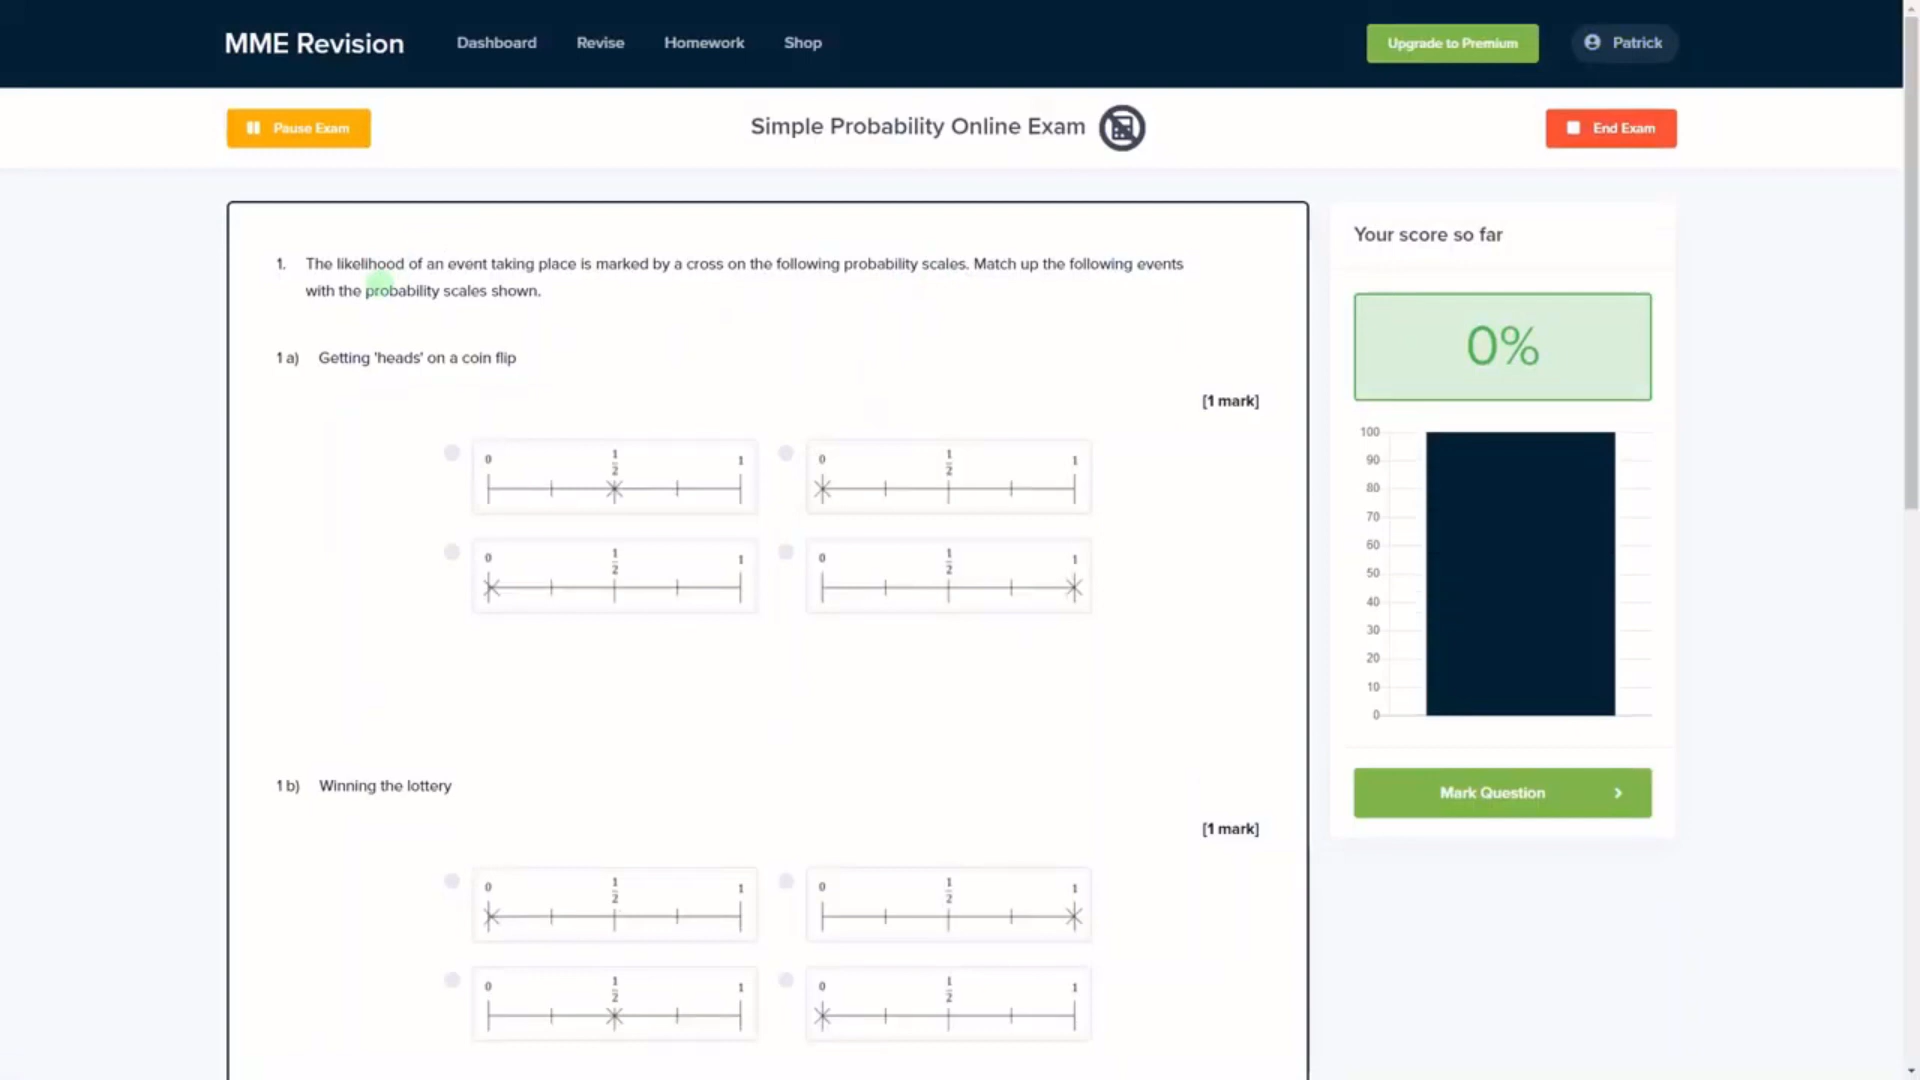 MME Revision
Dashboard
Revise
Homework
Shop
Upgrade to Premium
Patrick
Pause Exam
Simple Probability Online Exam
End Exam
1. The likelihood of an event taking place is marked by a cross on the following probability scales. Match up the following events
with the probability scales shown.
1 a) Getting 'heads' on a coin flip
[1 mark]
0 1/2 1
0 1/2 1
0 1/2 1
0 1/2 1
1 b) Winning the lottery
[1 mark]
0 1/2 1
0 1/2 1
0 1/2 1
0 1/2 1
Your score so far
0%
100
90
80
70
60
50
40
30
20
10
0
Mark Question